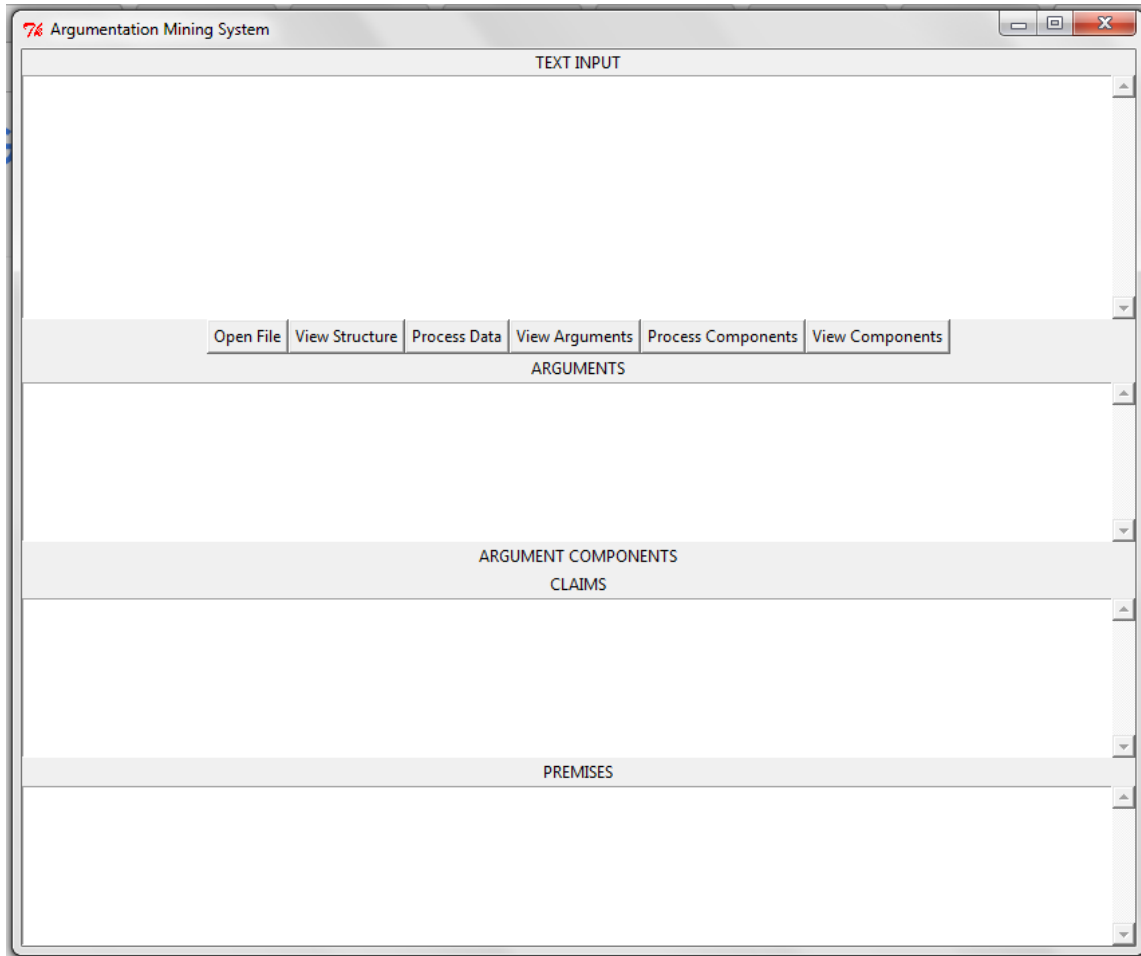 Argumentation Mining System
TEXT INPUT
Open File View Structure Process Data View Arguments Process Components View Components
ARGUMENTS
ARGUMENT COMPONENTS
CLAIMS
PREMISES